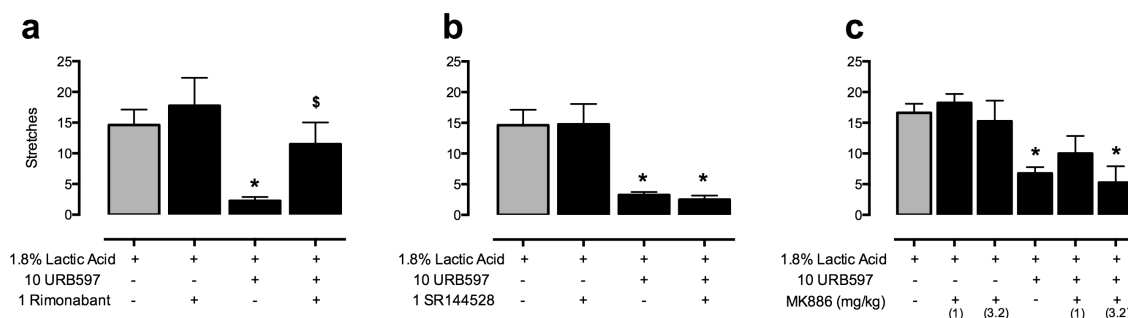 a
b
c
25
20
15
10
5
0
Stretches
$
*
1.8% Lactic Acid + + + +
10 URB597 - - + +
1 Rimonabant - + - +
25
20
15
10
5
0
* *
1.8% Lactic Acid + + + +
10 URB597 - - + +
1 SR144528 - + - +
25
20
15
10
5
0
* *
1.8% Lactic Acid + + + + + +
10 URB597 - - - + + +
MK886 (mg/kg) - + + - + +
(1) (3.2) (1) (3.2)